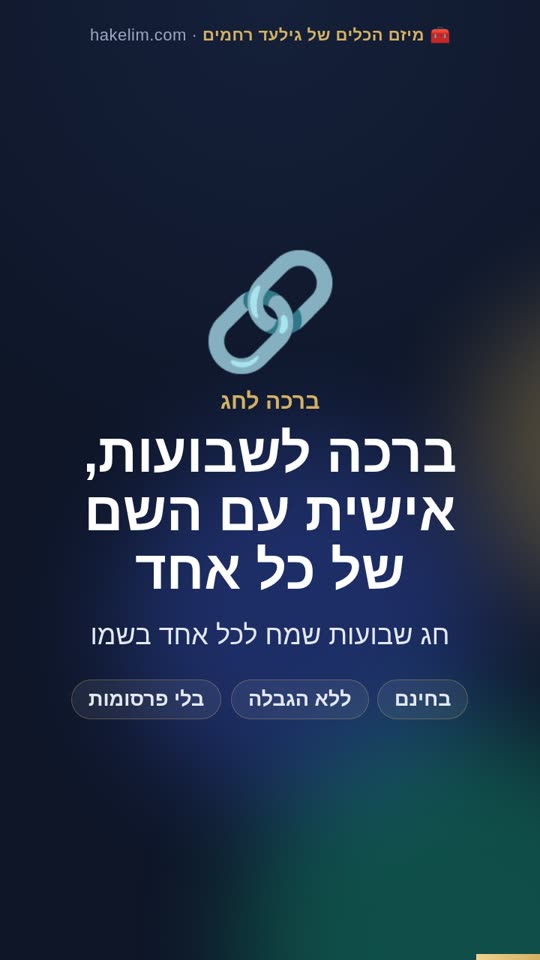 🧰 מיזם הכלים של גילעד רחמים · hakelim.com
ברכה לחג
ברכה לשבועות,
אישית עם השם
של כל אחד
חג שבועות שמח לכל אחד בשמו
בחינם
ללא הגבלה
בלי פרסומות